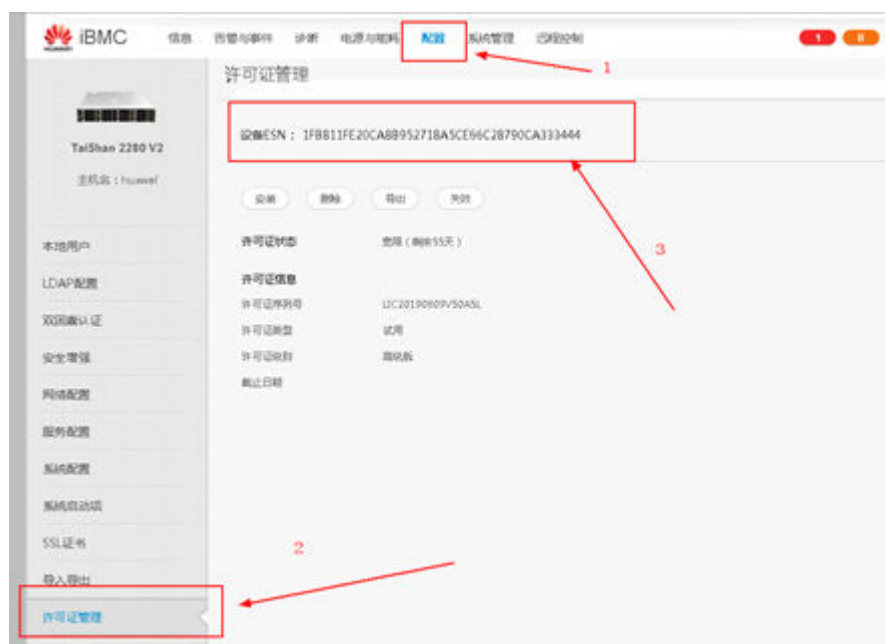 HUAWEI iBMC 信息 告警与事件 诊断 电源与能耗 配置 系统管理 远程控制 1 0
1
许可证管理
设备ESN： 1FB811FE20CA8B952718A5CE66C28790CA333444
TaiShan 2280 V2
主机名：huawei
安装 删除 导出 失效
3
本地用户
许可证状态 宽限（剩余55天）
LDAP配置
许可证信息
许可证序列号
双因素认证
许可证类型 试用
安全增强
许可证级别 高级版
截止日期
网络配置
服务配置
系统配置
系统启动项
SSL证书
2
导入导出
许可证管理